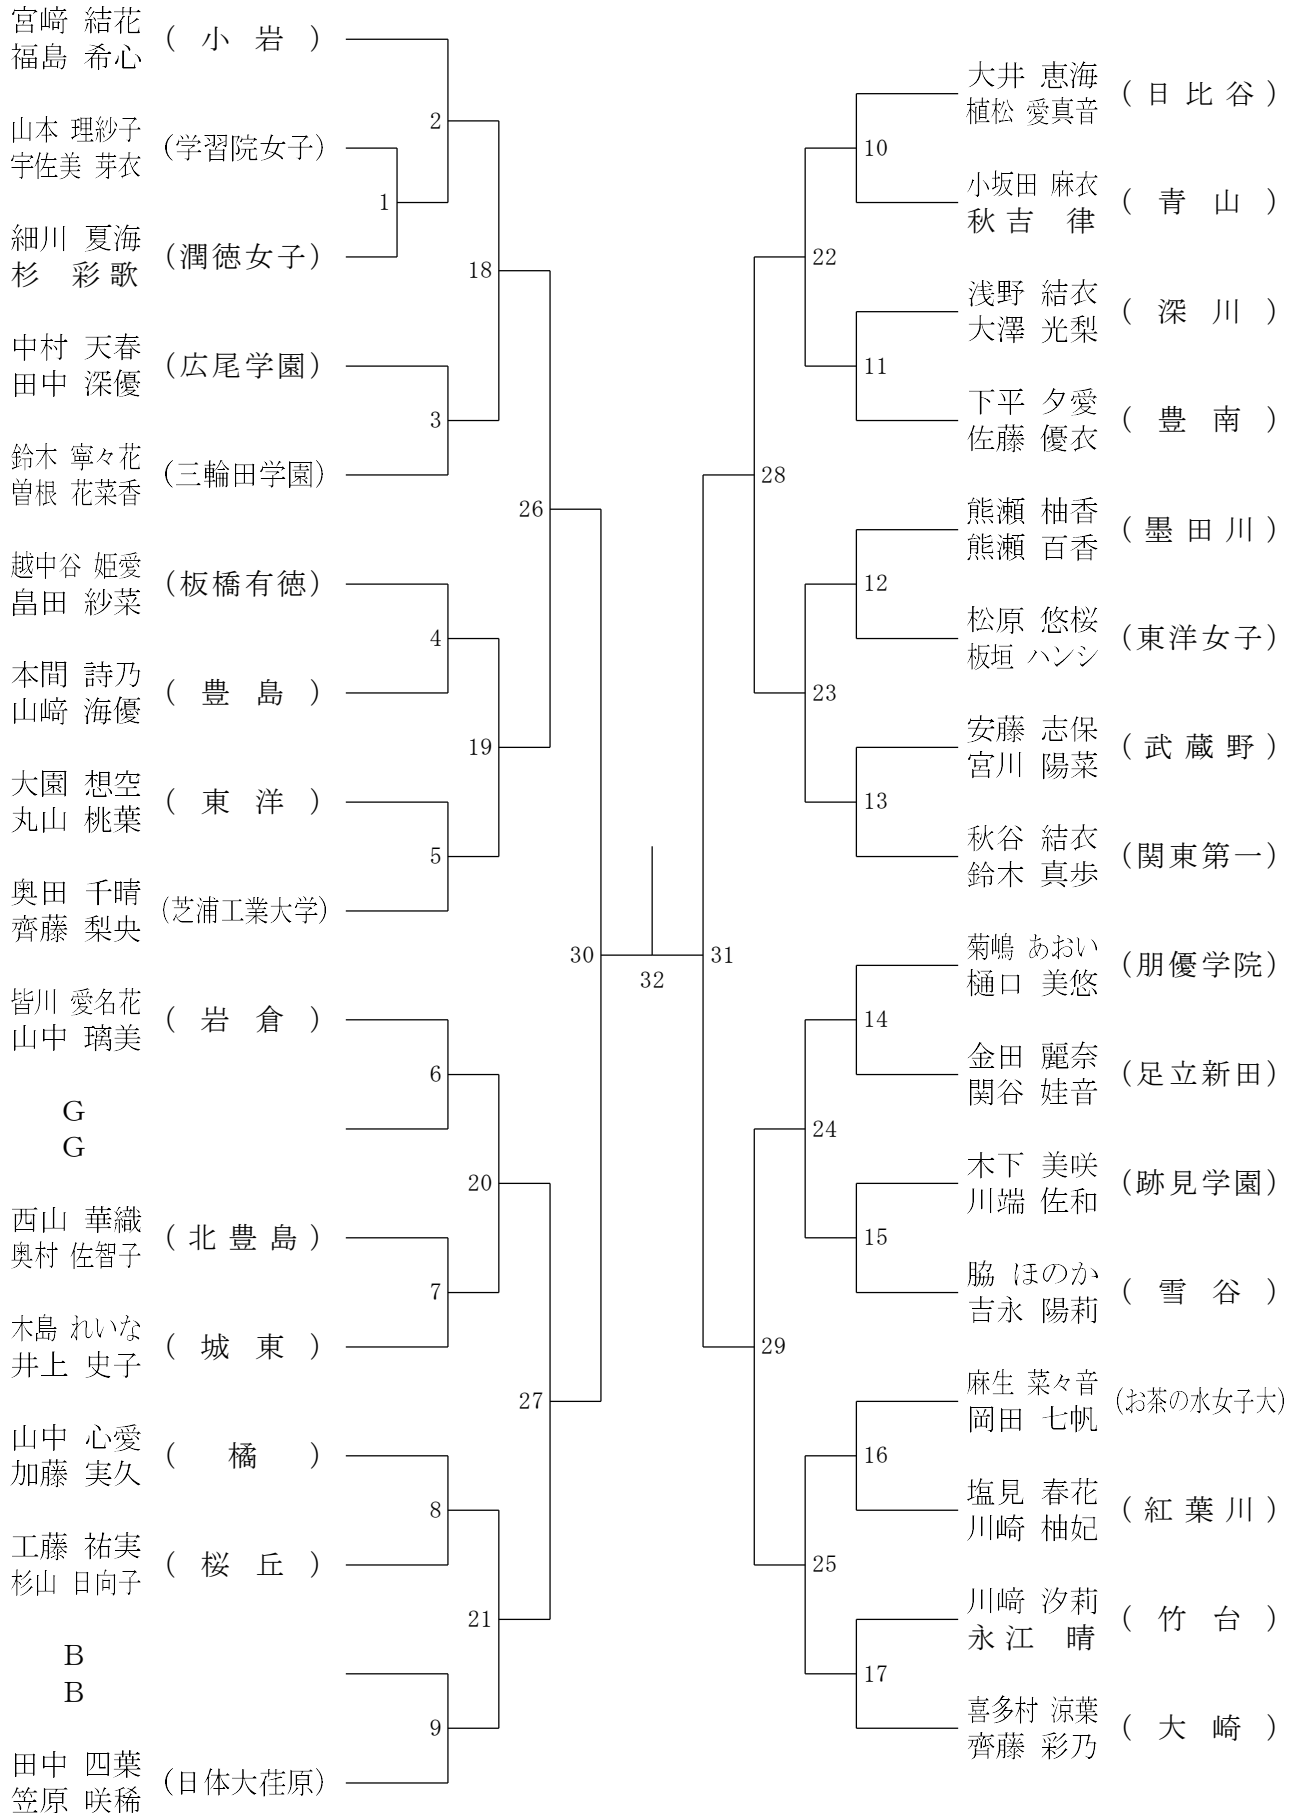 宮﨑 結花
福島 希心
( 小 岩 )
山本 理紗子
宇佐美 芽衣
(学習院女子)
細川 夏海
杉 彩歌
(潤徳女子)
中村 天春
田中 深優
(広尾学園)
鈴木 寧々花
曽根 花菜香
(三輪田学園)
越中谷 姫愛
畠田 紗菜
(板橋有徳)
本間 詩乃
山﨑 海優
( 豊 島 )
大園 想空
丸山 桃葉
( 東 洋 )
奥田 千晴
齊藤 梨央
(芝浦工業大学)
皆川 愛名花
山中 璃美
( 岩 倉 )
G
G
西山 華織
奥村 佐智子
( 北 豊 島 )
木島 れいな
井上 史子
( 城 東 )
山中 心愛
加藤 実久
( 橘 )
工藤 祐実
杉山 日向子
( 桜 丘 )
B
B
田中 四葉
笠原 咲稀
(日体大荏原)
1
2
3
4
5
6
7
8
9
18
19
20
21
26
27
30
32
31
28
29
22
23
24
25
10
11
12
13
14
15
16
17
大井 恵海
植松 愛真音
( 日 比 谷 )
小坂田 麻衣
秋吉 律
( 青 山 )
浅野 結衣
大澤 光梨
( 深 川 )
下平 夕愛
佐藤 優衣
( 豊 南 )
熊瀬 柚香
熊瀬 百香
( 墨 田 川 )
松原 悠桜
板垣 ハンシ
(東洋女子)
安藤 志保
宮川 陽菜
( 武 蔵 野 )
秋谷 結衣
鈴木 真歩
(関東第一)
菊嶋 あおい
樋口 美悠
(朋優学院)
金田 麗奈
関谷 娃音
(足立新田)
木下 美咲
川端 佐和
(跡見学園)
脇 ほのか
吉永 陽莉
( 雪 谷 )
麻生 菜々音
岡田 七帆
(お茶の水女子大)
塩見 春花
川崎 柚妃
( 紅 葉 川 )
川﨑 汐莉
永江 晴
( 竹 台 )
喜多村 涼葉
齊藤 彩乃
( 大 崎 )